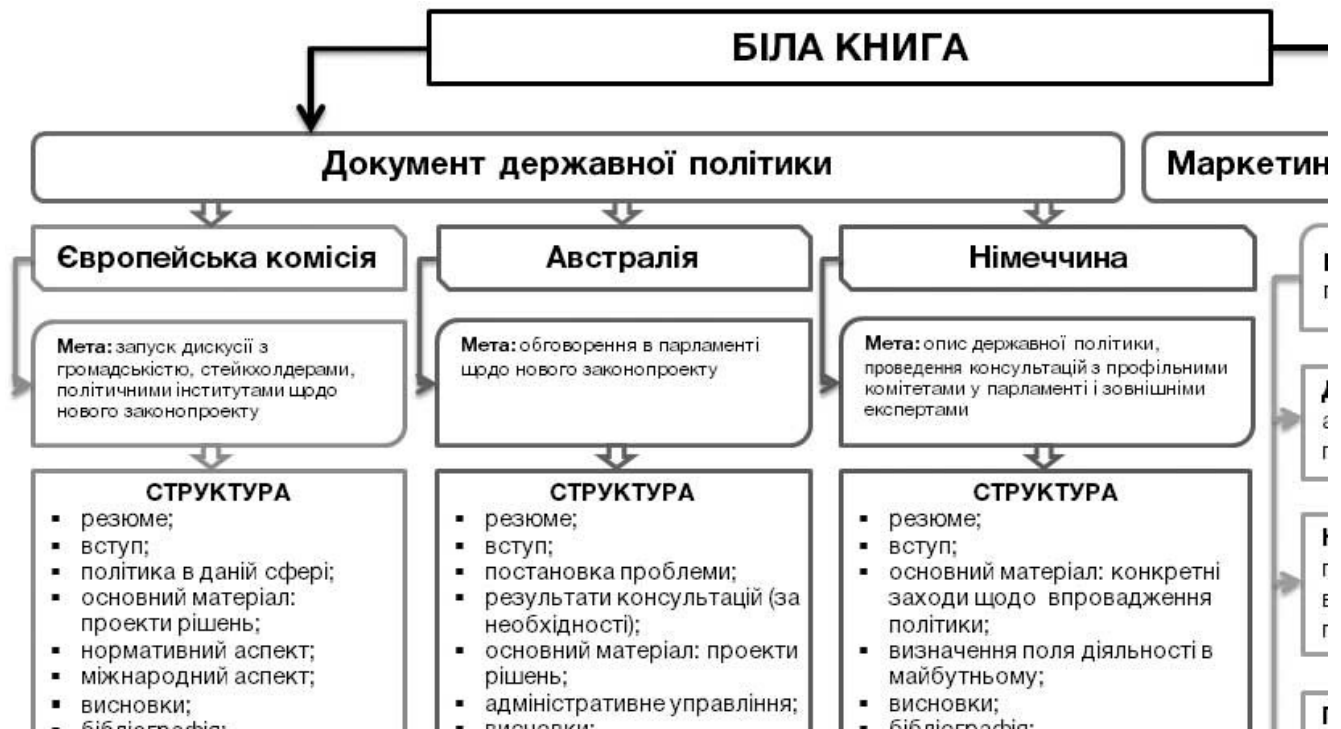 БІЛА КНИГА
Документ державної політики
Європейська комісія
Мета: запуск дискусії з
громадськістю, стейкхолдерами,
політичними інститутами щодо
нового законопроекту
СТРУКТУРА
▪ резюме;
▪ вступ;
▪ політика в даній сфері;
▪ основний матеріал:
проекти рішень;
▪ нормативний аспект;
▪ міжнародний аспект;
▪ висновки;
▪ бібліографія;
Австралія
Мета: обговорення в парламенті
щодо нового законопроекту
СТРУКТУРА
▪ резюме;
▪ вступ;
▪ постановка проблеми;
▪ результати консультацій (за
необхідності);
▪ основний матеріал: проекти
рішень;
▪ адміністративне управління;
▪ висновки;
Німеччина
Мета: опис державної політики,
проведення консультацій з профільними
комітетами у парламенті і зовнішніми
експертами
СТРУКТУРА
▪ резюме;
▪ вступ;
▪ основний матеріал: конкретні
заходи щодо впровадження
політики;
▪ визначення поля діяльності в
майбутньому;
▪ висновки;
▪ бібліографія;
Маркетин